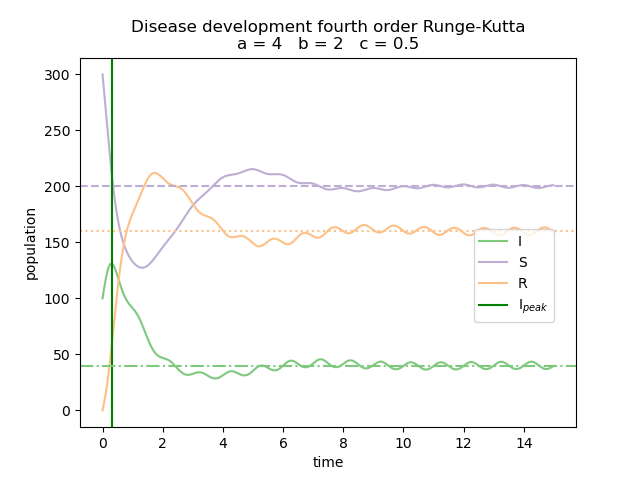 Disease development fourth order Runge-Kutta
a = 4 b = 2 c = 0.5
300
250
200
150
100
50
0
population
I
S
R
I_peak
0 2 4 6 8 10 12 14
time